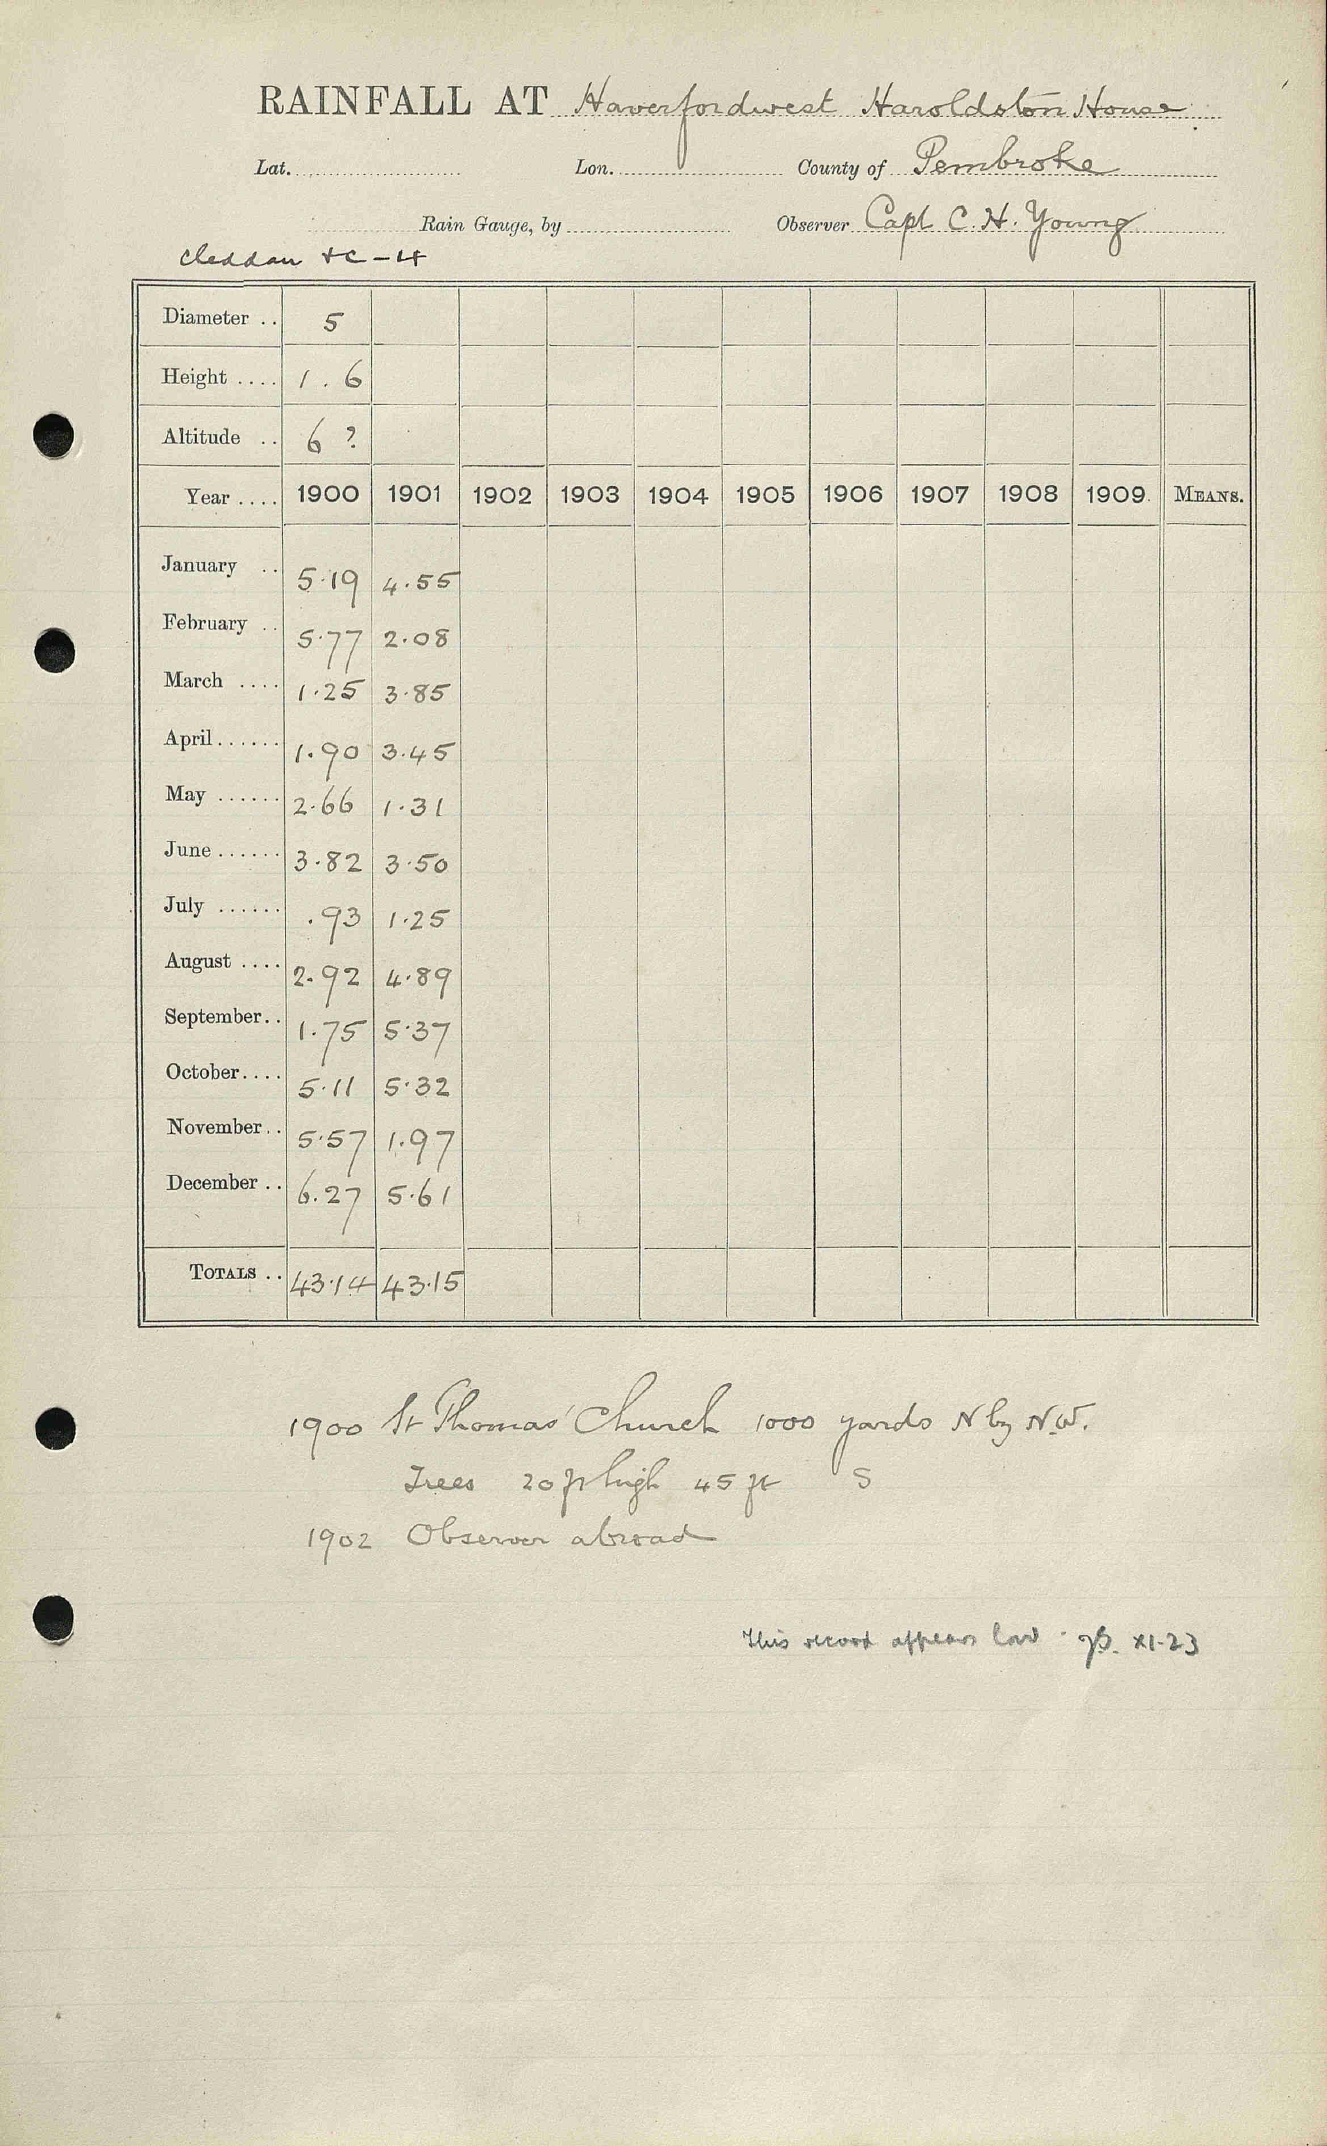 RAINFALL AT Haverfordwest Haroldston House
Lat. Lon. County of Pembroke
Rain Gauge, by Observer Capt C. H. Young
Cleddau +C - 4
Diameter .. 5
Height .... 1 . 6
Altitude .. 6 ?
Year .... 1900 1901 1902 1903 1904 1905 1906 1907 1908 1909. MEANS.
January .. 5.19 4.55
February .. 5.77 2.08
March .... 1.25 3.85
April ...... 1.90 3.45
May ...... 2.66 1.31
June ...... 3.82 3.50
July ...... .93 1.25
August .... 2.92 4.89
September.. 1.75 5.37
October.... 5.11 5.32
November.. 5.57 1.97
December .. 6.27 5.61
TOTALS .. 43.14 43.15
1900 St Thomas' Church 1000 yards N by N.W.
Trees 20 ft high 45 ft S
1902 Observer abroad
This record appears low XI-23